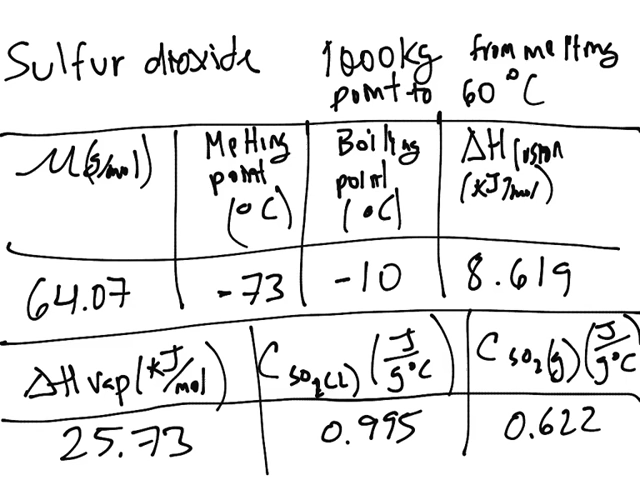 Sulfur dioxide 1000kg from melting
point to 60°C
M(g/mol) Melting point (°C) Boiling point (°C) ΔH fusion (kJ/mol)
64.07 -73 -10 8.619
ΔH vap (kJ/mol) C SO₂(L) (J/g°C) C SO₂(g) (J/g°C)
25.73 0.995 0.622